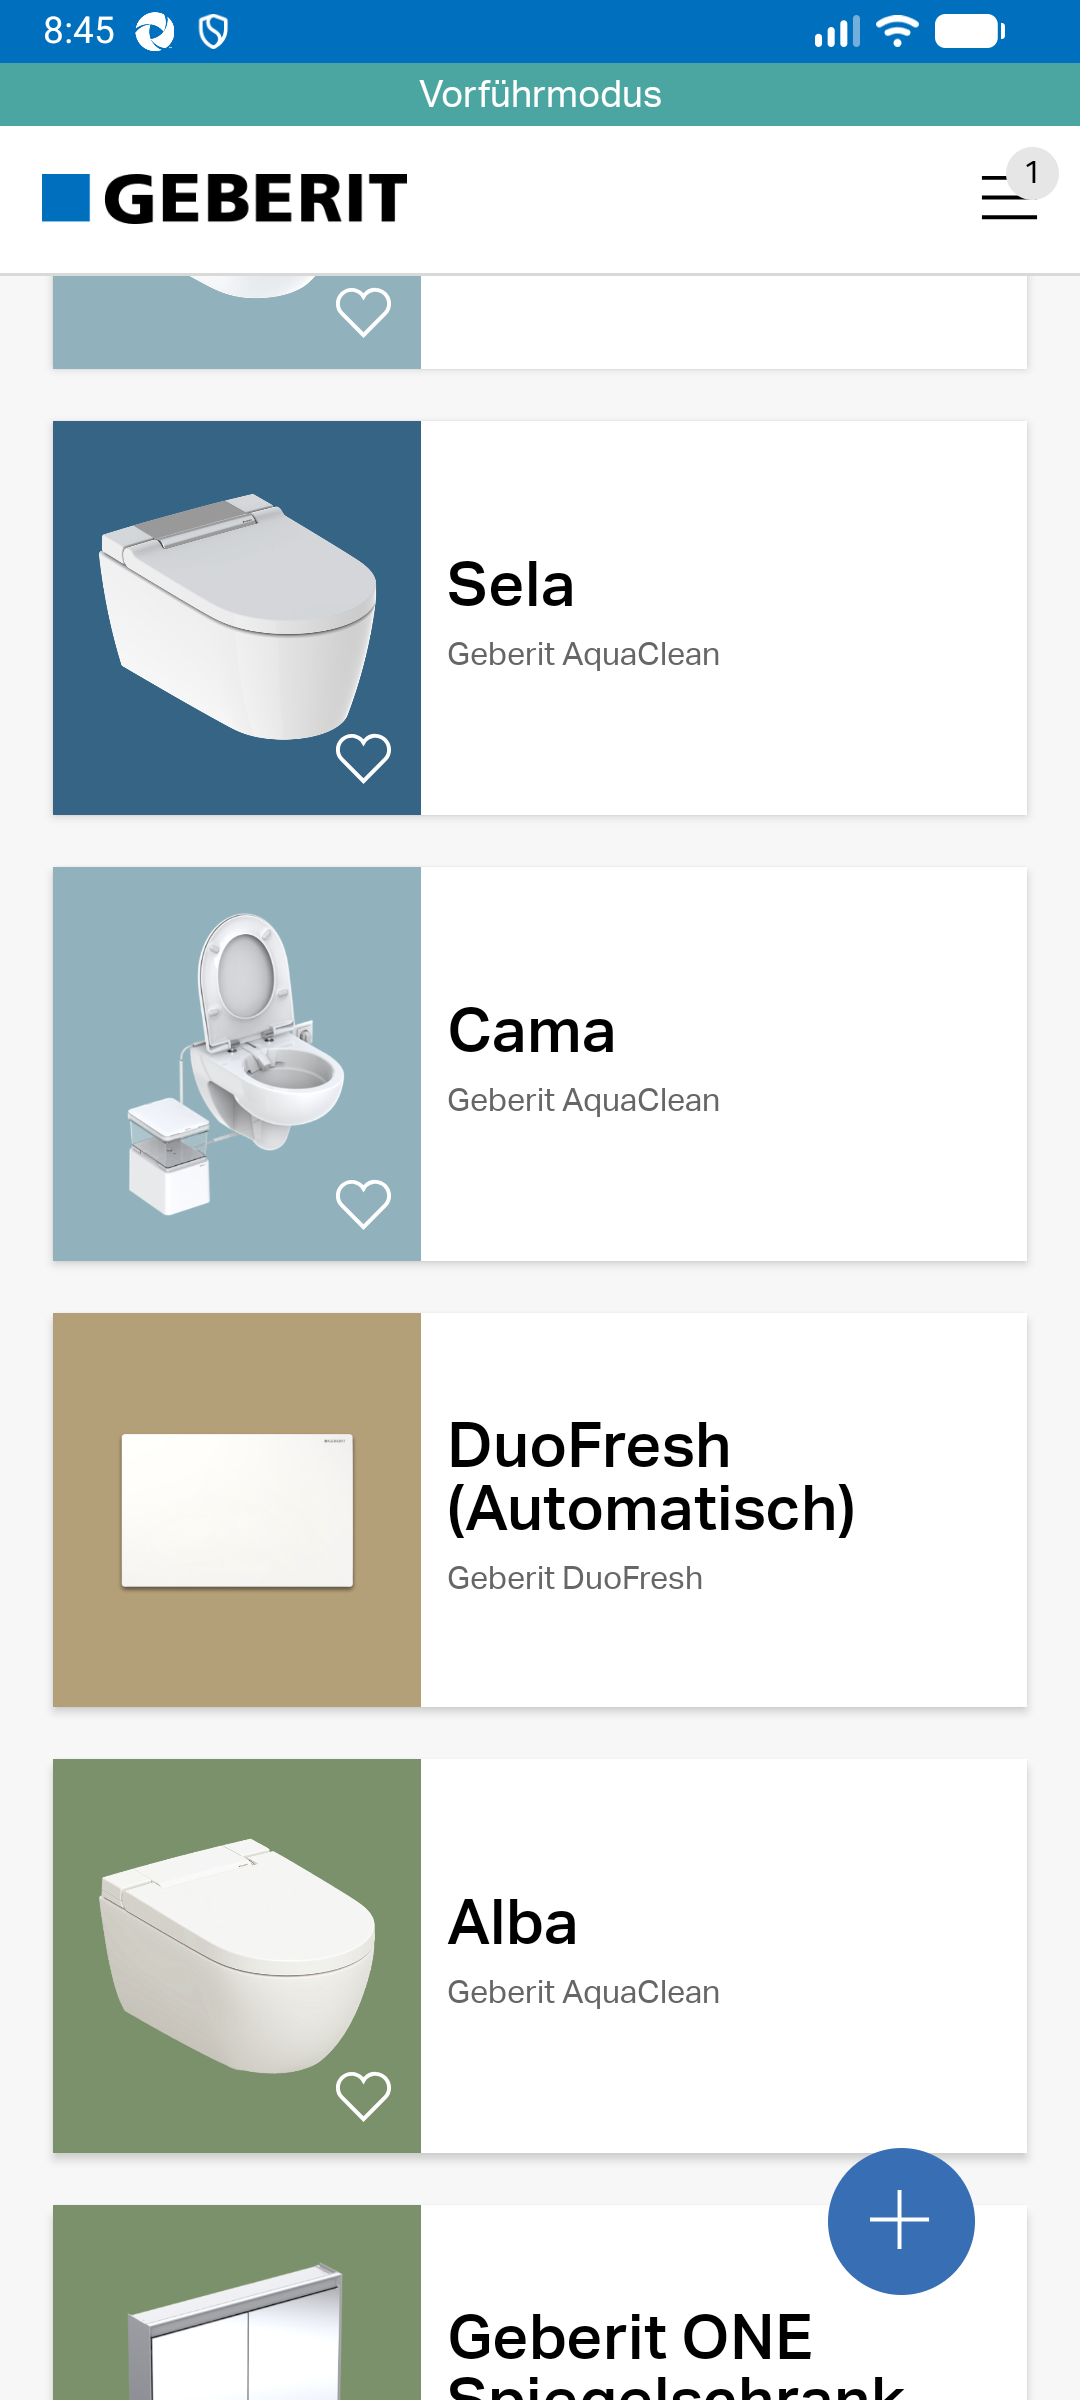 8:45
Vorführmodus
GEBERIT
1
Sela
Geberit AquaClean
Cama
Geberit AquaClean
DuoFresh
(Automatisch)
Geberit DuoFresh
Alba
Geberit AquaClean
Geberit ONE
Spiegelschrank